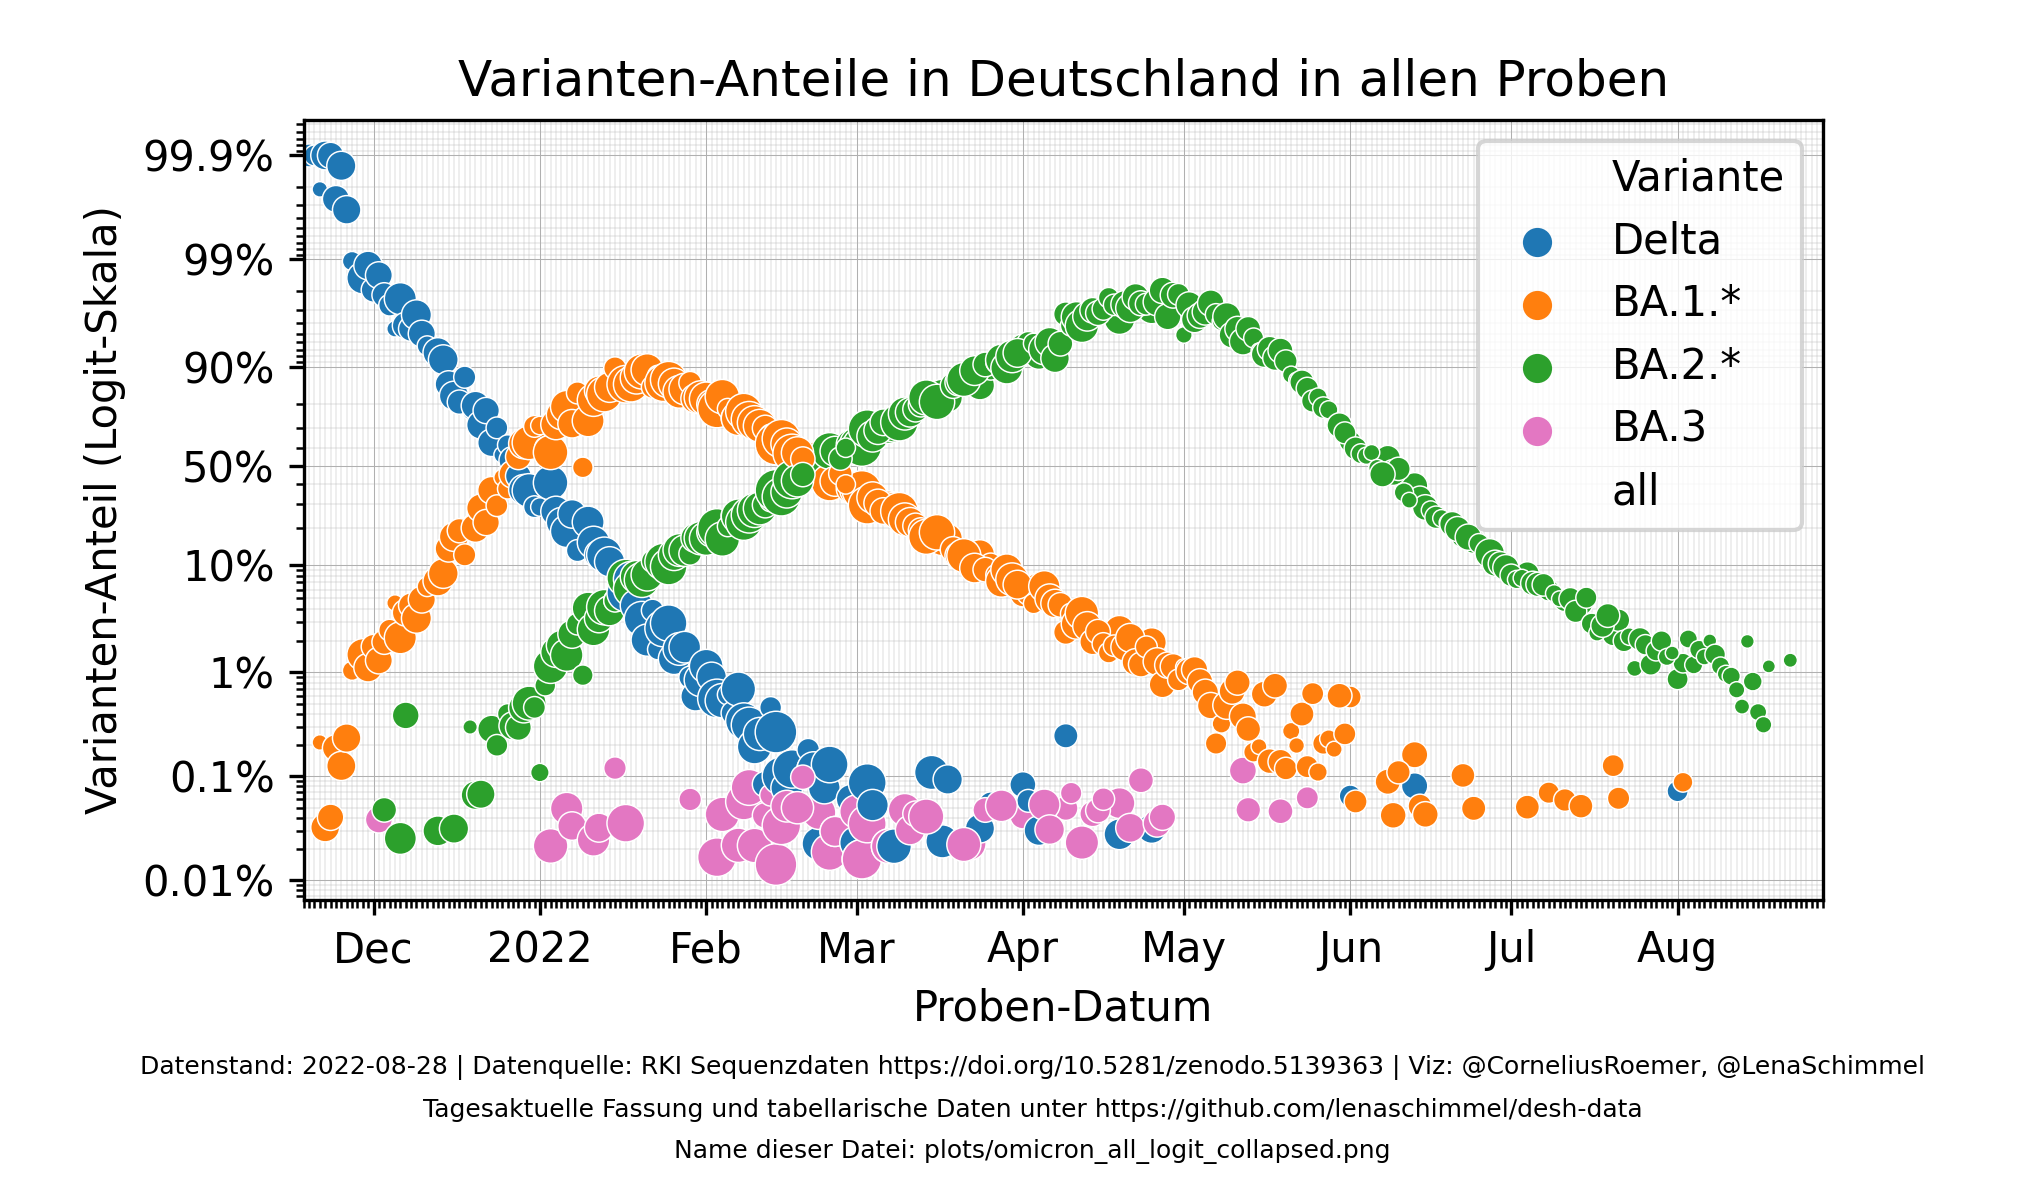 Varianten-Anteile in Deutschland in allen Proben
Varianten-Anteil (Logit-Skala)
99.9%
99%
90%
50%
10%
1%
0.1%
0.01%
Variante
Delta
BA.1.*
BA.2.*
BA.3
all
Dec 2022 Feb Mar Apr May Jun Jul Aug
Proben-Datum
Datenstand: 2022-08-28 | Datenquelle: RKI Sequenzdaten https://doi.org/10.5281/zenodo.5139363 | Viz: @CorneliusRoemer, @LenaSchimmel
Tagesaktuelle Fassung und tabellarische Daten unter https://github.com/lenaschimmel/desh-data
Name dieser Datei: plots/omicron_all_logit_collapsed.png